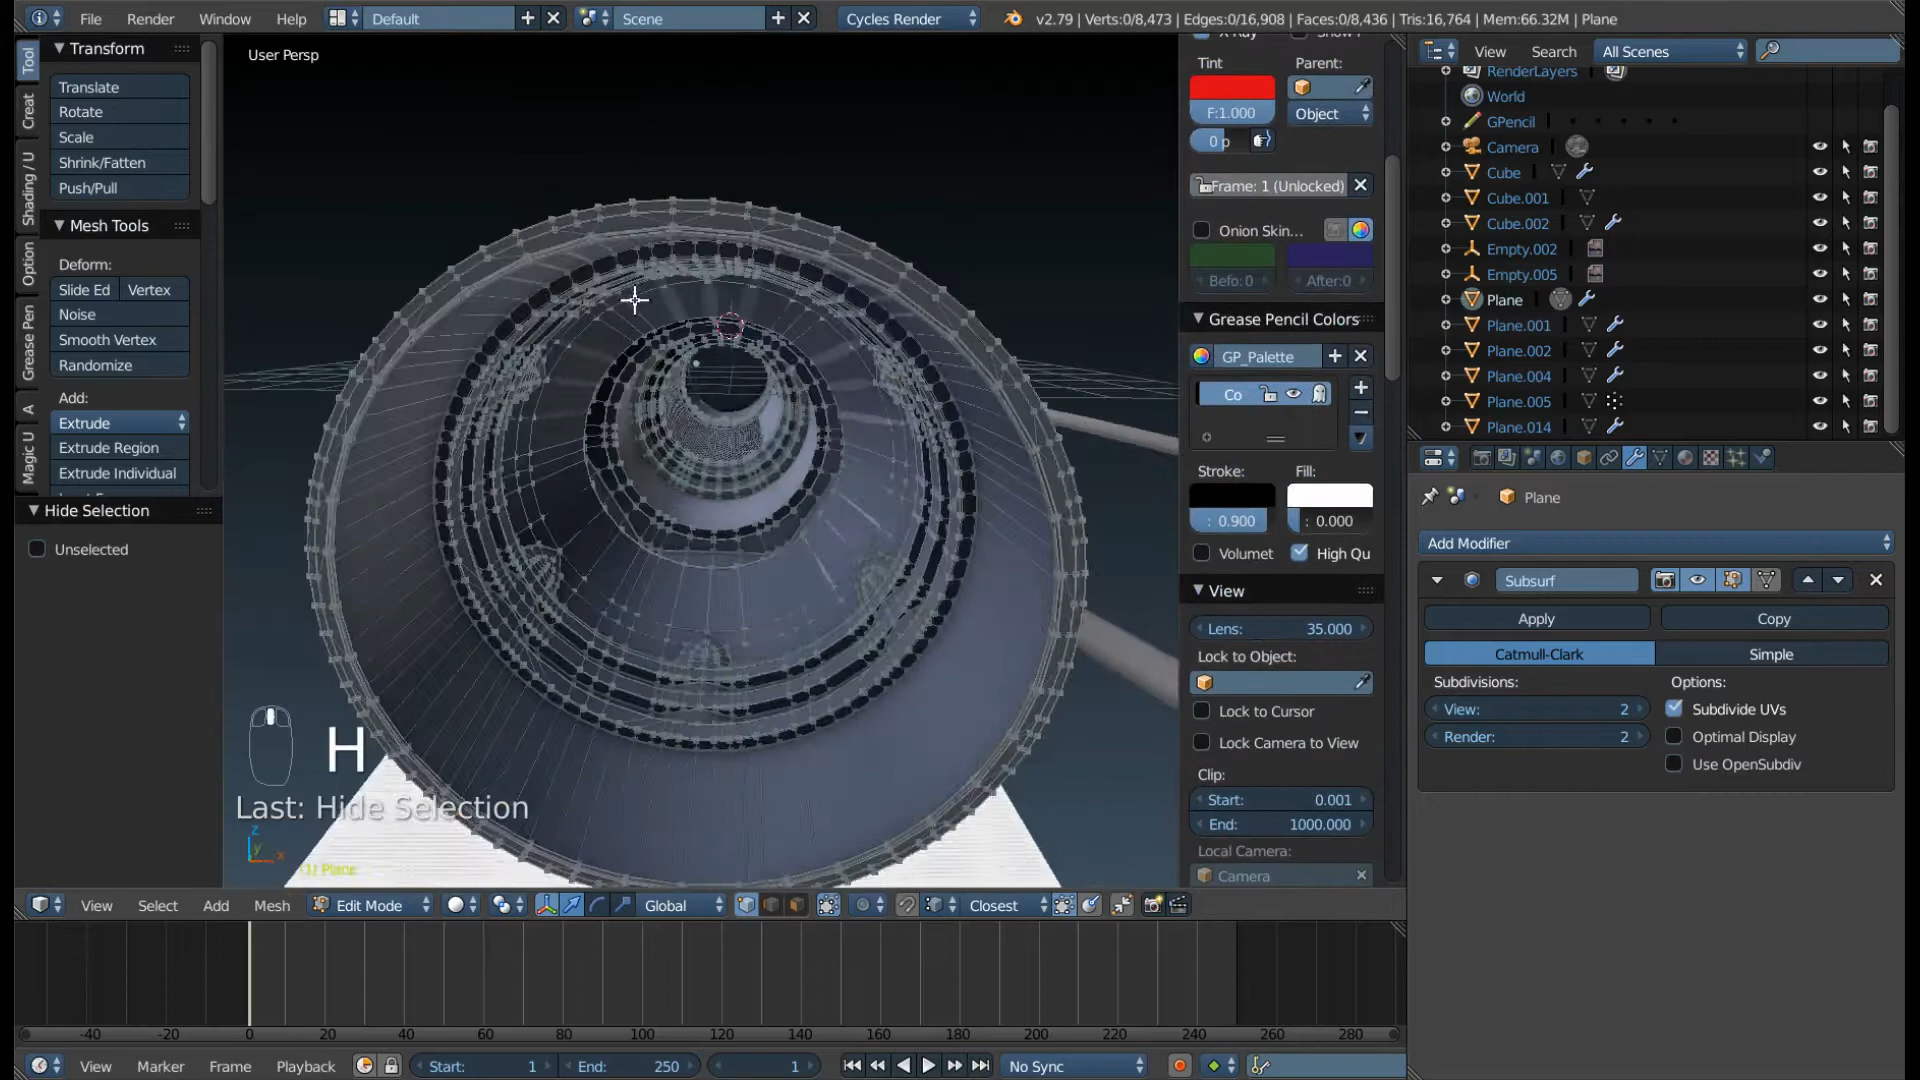 File Render Window Help Default Scene Cycles Render v2.79 | Verts:0/8,473 | Edges:0/16,908 | Faces:0/8,436 | Tris:16,764 | Mem:66.32M | Plane
Tool
Creat
Shading / U
Option
Grease Pen
A
Magic U
Transform
Translate
Rotate
Scale
Shrink/Fatten
Push/Pull
Mesh Tools
Deform:
Slide Ed Vertex
Noise
Smooth Vertex
Randomize
Add:
Extrude
Extrude Region
Extrude Individual
Hide Selection
Unselected
User Persp
H
Last: Hide Selection
z
y
x
(1) Plane
Tint Parent:
F:1.000 Object
0 p
Frame: 1 (Unlocked)
Onion Skin...
Befo:0 After:0
Grease Pencil Colors
GP_Palette
Co
Stroke: Fill:
: 0.900 : 0.000
Volumet High Qu
View
Lens: 35.000
Lock to Object:
Lock to Cursor
Lock Camera to View
Clip:
Start: 0.001
End: 1000.000
Local Camera:
Camera
View Search All Scenes
RenderLayers
World
GPencil
Camera
Cube
Cube.001
Cube.002
Empty.002
Empty.005
Plane
Plane.001
Plane.002
Plane.004
Plane.005
Plane.014
Plane
Add Modifier
Subsurf
Apply Copy
Catmull-Clark Simple
Subdivisions: Options:
View: 2 Subdivide UVs
Render: 2 Optimal Display
Use OpenSubdiv
View Select Add Mesh Edit Mode Global Closest
-40 -20 0 20 40 60 80 100 120 140 160 180 200 220 240 260 280
View Marker Frame Playback Start: 1 End: 250 1 No Sync